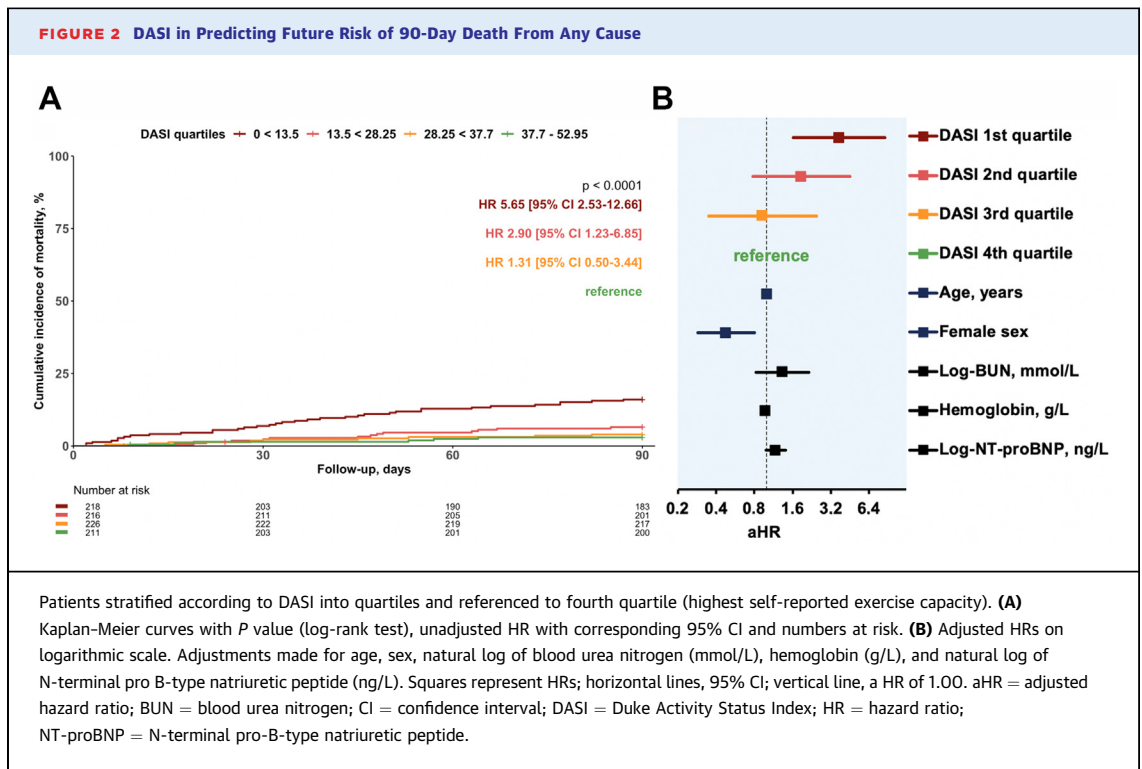 FIGURE 2 DASI in Predicting Future Risk of 90-Day Death From Any Cause
A
DASI quartiles 0 < 13.5 13.5 < 28.25 28.25 < 37.7 37.7 - 52.95
Cumulative incidence of mortality, %
100
75
50
25
0
p < 0.0001
HR 5.65 [95% CI 2.53-12.66]
HR 2.90 [95% CI 1.23-6.85]
HR 1.31 [95% CI 0.50-3.44]
reference
0 30 60 90
Follow-up, days
Number at risk
218 203 190 183
216 211 205 201
226 222 219 217
211 203 201 200
B
DASI 1st quartile
DASI 2nd quartile
DASI 3rd quartile
reference DASI 4th quartile
Age, years
Female sex
Log-BUN, mmol/L
Hemoglobin, g/L
Log-NT-proBNP, ng/L
0.2 0.4 0.8 1.6 3.2 6.4
aHR
Patients stratified according to DASI into quartiles and referenced to fourth quartile (highest self-reported exercise capacity). (A)
Kaplan-Meier curves with P value (log-rank test), unadjusted HR with corresponding 95% CI and numbers at risk. (B) Adjusted HRs on
logarithmic scale. Adjustments made for age, sex, natural log of blood urea nitrogen (mmol/L), hemoglobin (g/L), and natural log of
N-terminal pro B-type natriuretic peptide (ng/L). Squares represent HRs; horizontal lines, 95% CI; vertical line, a HR of 1.00. aHR = adjusted
hazard ratio; BUN = blood urea nitrogen; CI = confidence interval; DASI = Duke Activity Status Index; HR = hazard ratio;
NT-proBNP = N-terminal pro-B-type natriuretic peptide.